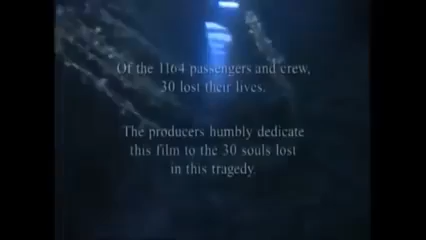 Of the 1164 passengers and crew,
30 lost their lives.
The producers humbly dedicate
this film to the 30 souls lost
in this tragedy.